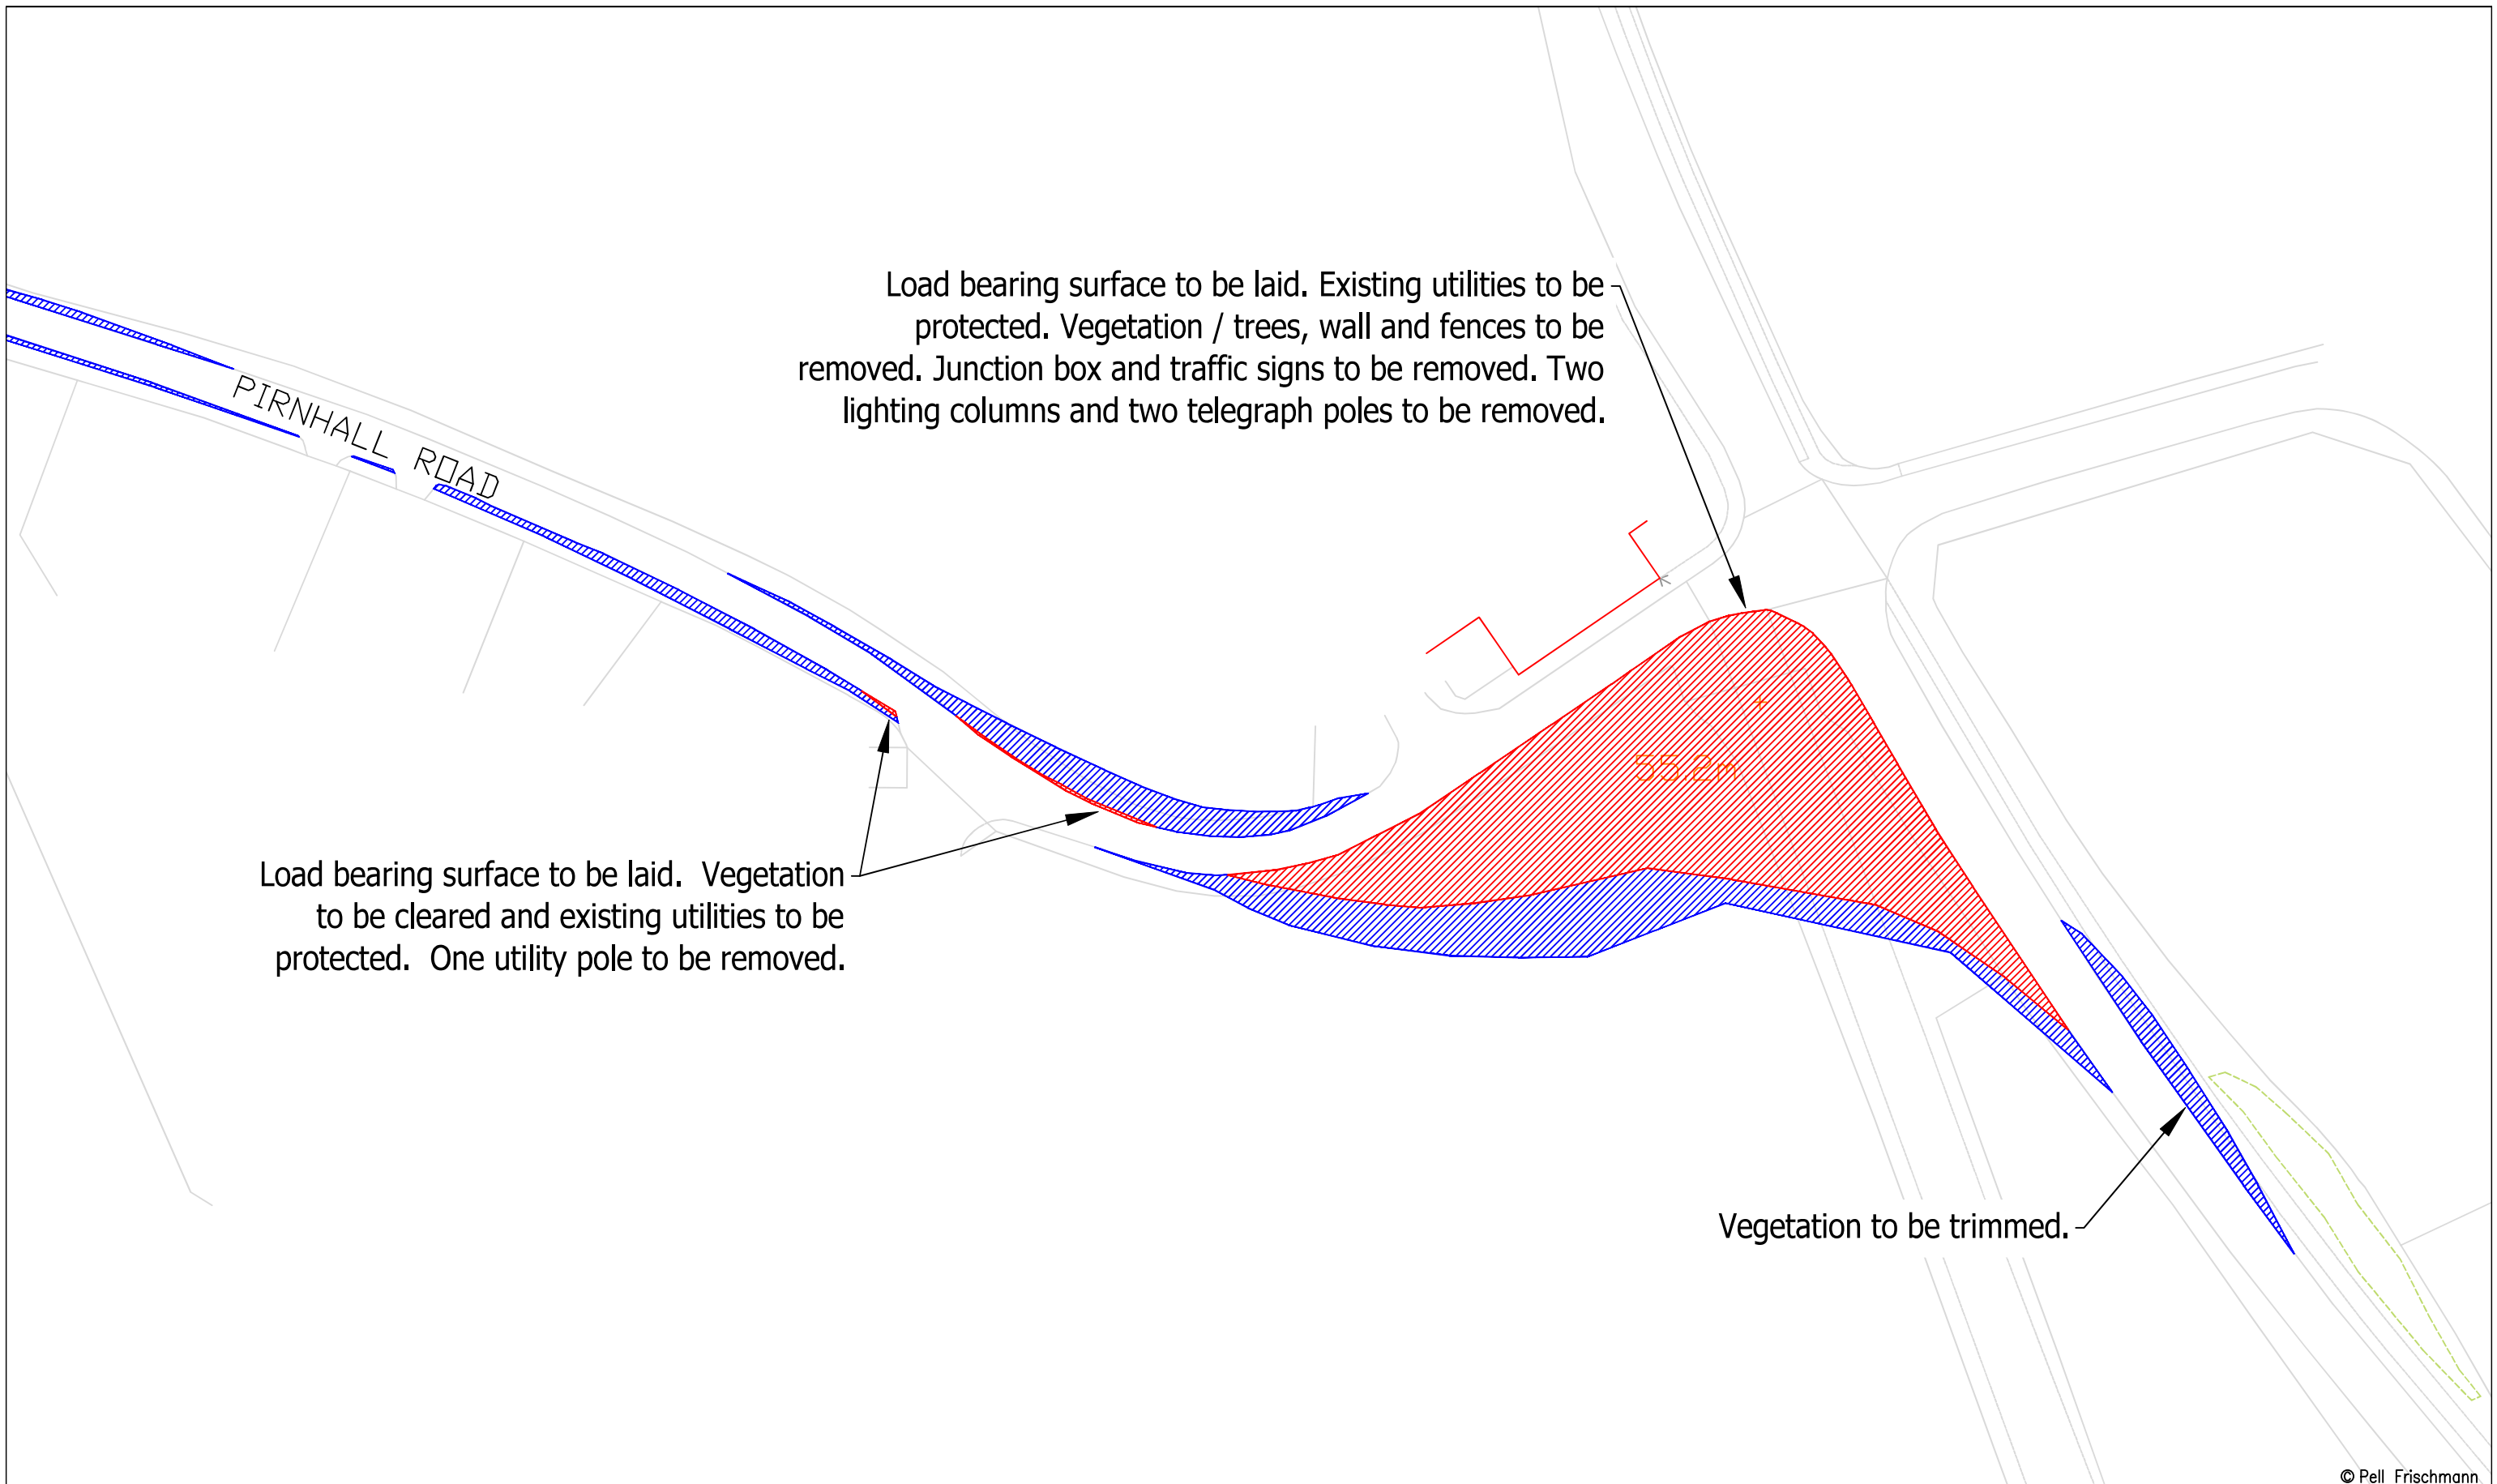 Load bearing surface to be laid. Existing utilities to be
protected. Vegetation / trees, wall and fences to be
removed. Junction box and traffic signs to be removed. Two
lighting columns and two telegraph poles to be removed.
PIRNHALL ROAD
55.2m
Load bearing surface to be laid.  Vegetation
to be cleared and existing utilities to be
protected.  One utility pole to be removed.
Vegetation to be trimmed.
© Pell Frischmann